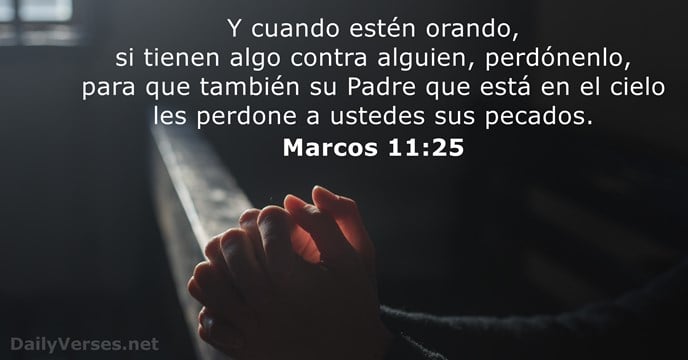 Y cuando estén orando,
si tienen algo contra alguien, perdónenlo,
para que también su Padre que está en el cielo
les perdone a ustedes sus pecados.
Marcos 11:25
DailyVerses.net